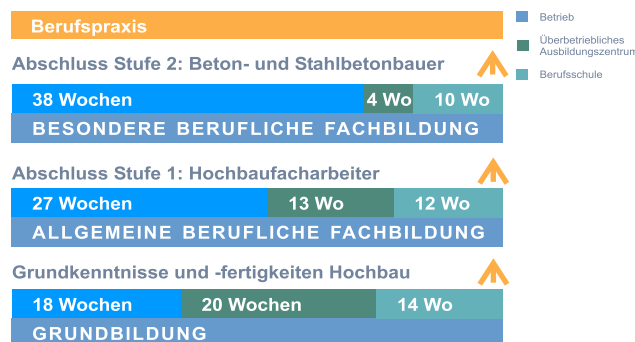 Berufspraxis
Betrieb
Überbetriebliches
Ausbildungszentrum
Berufsschule
Abschluss Stufe 2: Beton- und Stahlbetonbauer
38 Wochen 4 Wo 10 Wo
BESONDERE BERUFLICHE FACHBILDUNG
Abschluss Stufe 1: Hochbaufacharbeiter
27 Wochen 13 Wo 12 Wo
ALLGEMEINE BERUFLICHE FACHBILDUNG
Grundkenntnisse und -fertigkeiten Hochbau
18 Wochen 20 Wochen 14 Wo
GRUNDBILDUNG